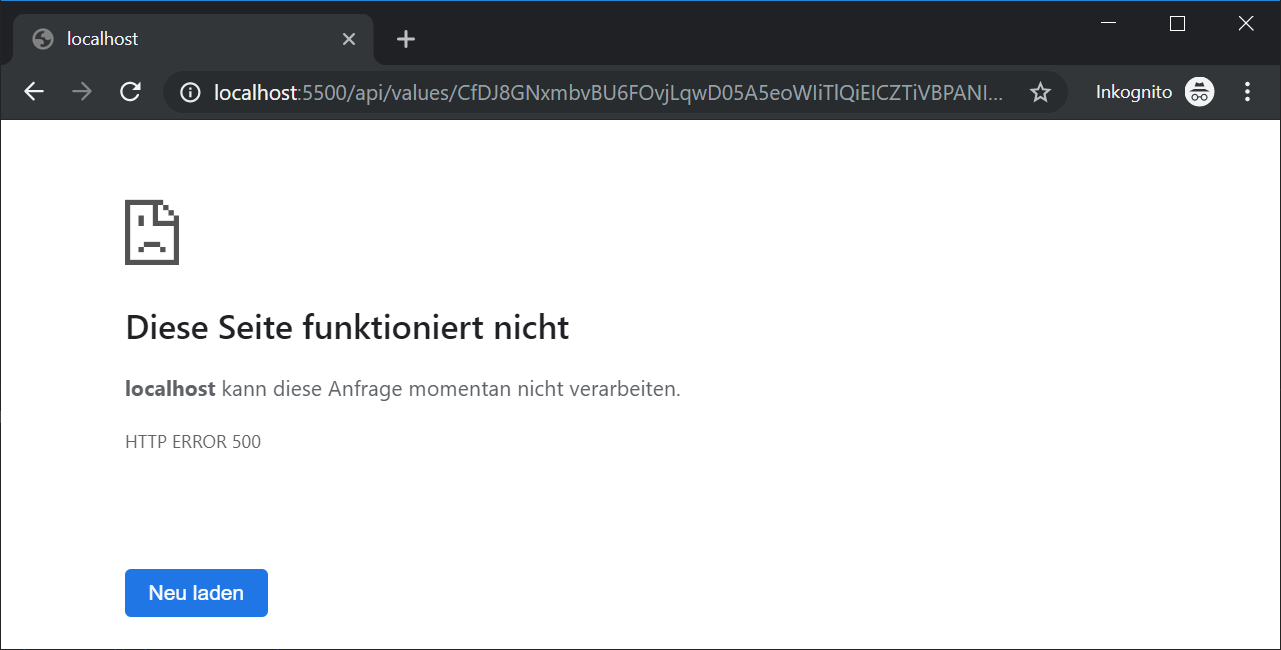 localhost
localhost:5500/api/values/CfDJ8GNxmbvBU6FOvjLqwD05A5eoWIiTlQiEICZTiVBPANI...
Inkognito
Diese Seite funktioniert nicht
localhost kann diese Anfrage momentan nicht verarbeiten.
HTTP ERROR 500
Neu laden